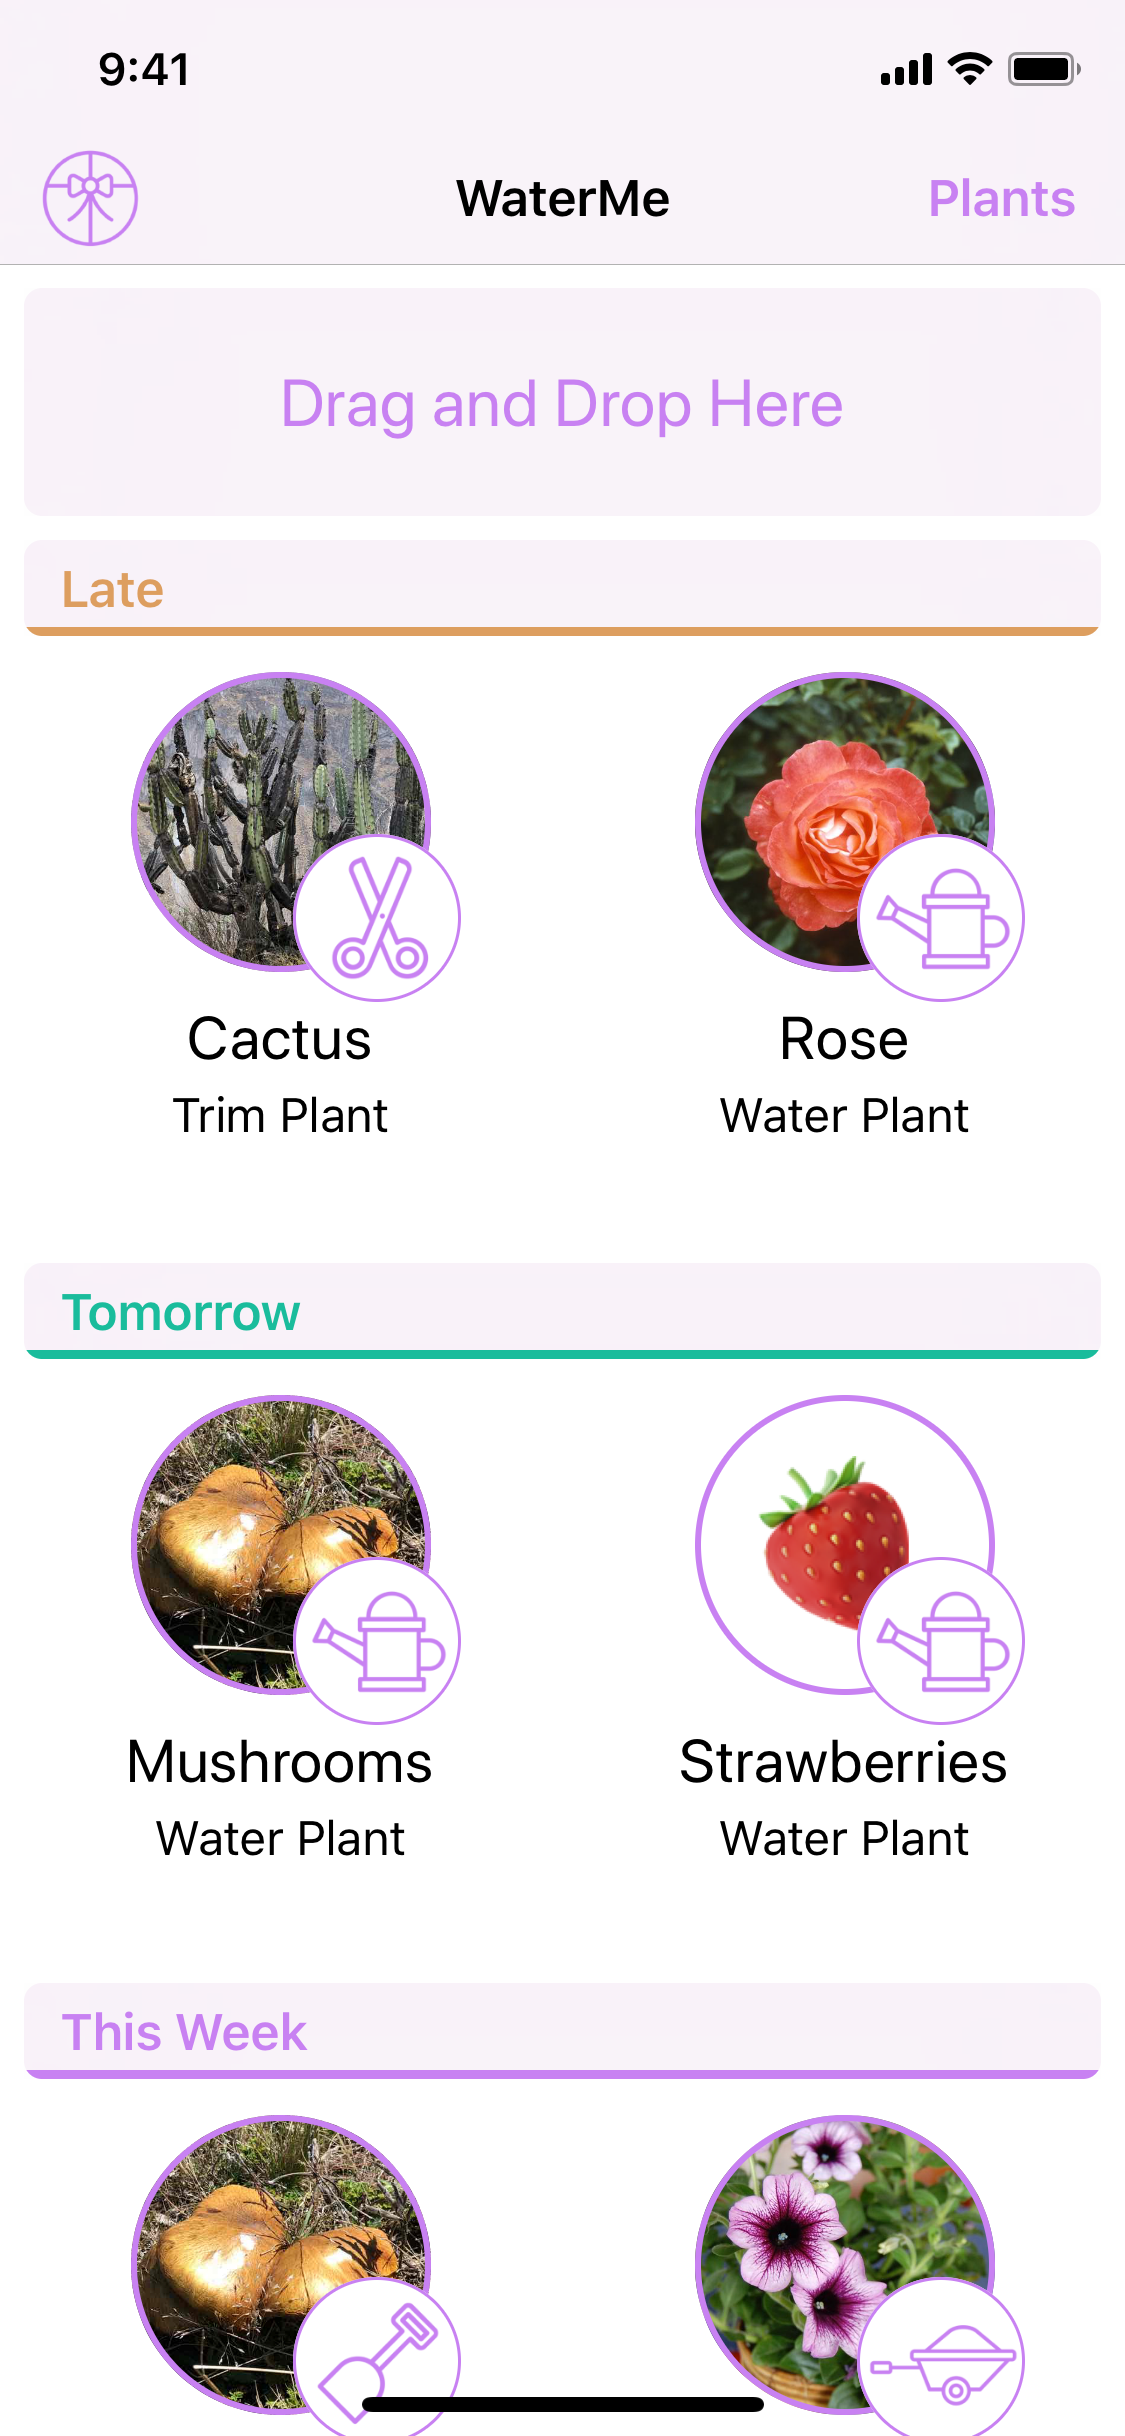 9:41
WaterMe
Plants
Drag and Drop Here
Late
Cactus
Rose
Trim Plant
Water Plant
Tomorrow
Mushrooms
Strawberries
Water Plant
Water Plant
This Week